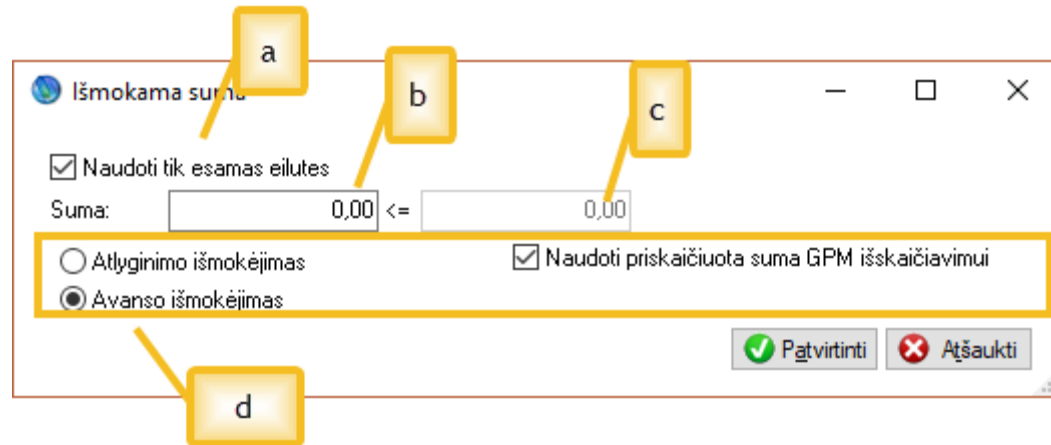 a
b
c
Išmokama suma
Naudoti tik esamas eilutes
Suma: 0,00 <= 0,00
Atlyginimo išmokėjimas
Naudoti priskaičiuota suma GPM išskaičiavimui
Avanso išmokėjimas
Patvirtinti Atšaukti
d